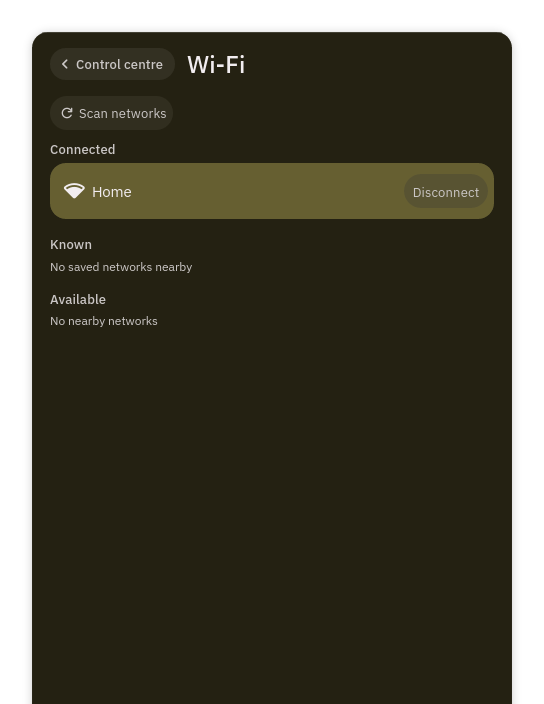 Control centre
Wi-Fi
Scan networks
Connected
Home
Disconnect
Known
No saved networks nearby
Available
No nearby networks